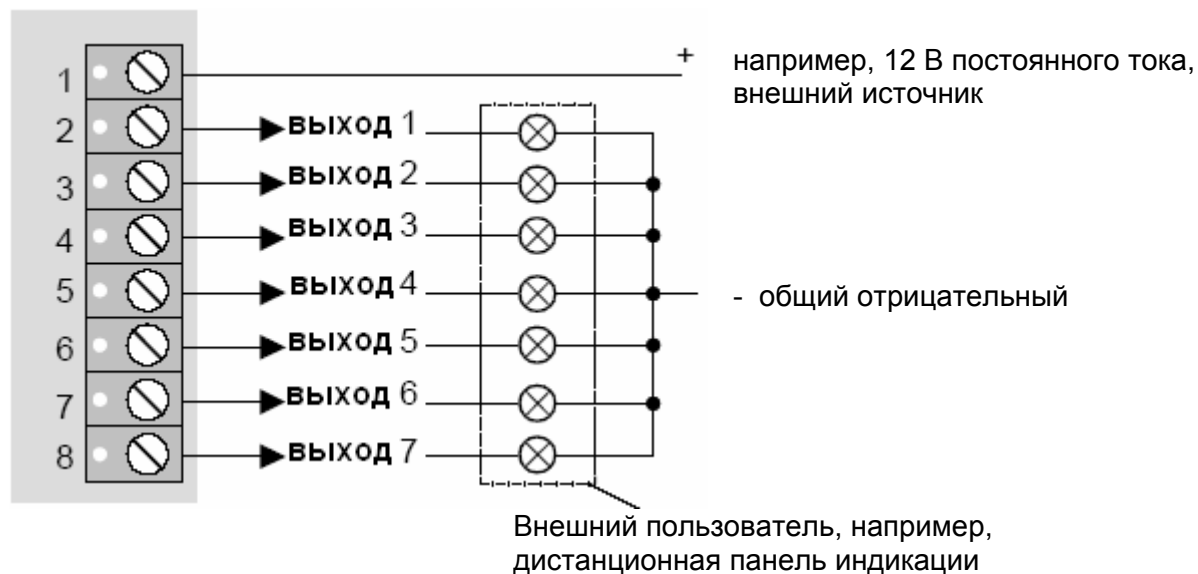 1
+
например, 12 В постоянного тока,
внешний источник
2 выход 1
3 выход 2
4 выход 3
5 выход 4
- общий отрицательный
6 выход 5
7 выход 6
8 выход 7
Внешний пользователь, например,
дистанционная панель индикации